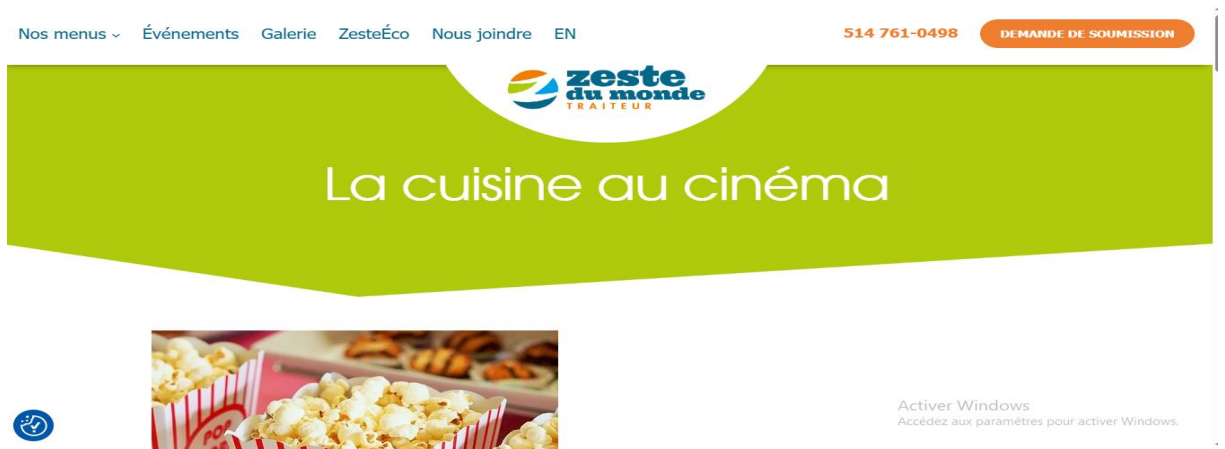 Nos menus Événements Galerie ZesteÉco Nous joindre EN 514 761-0498 DEMANDE DE SOUMISSION
zeste
du monde
TRAITEUR
La cuisine au cinéma
POP
Activer Windows
Accédez aux paramètres pour activer Windows.